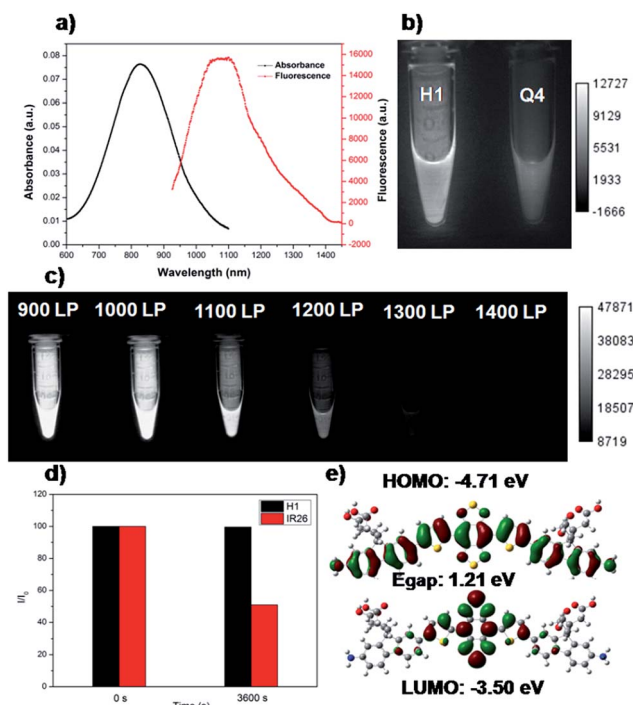 a)
Absorbance (a.u.)
0.08
0.07
0.06
0.05
0.04
0.03
0.02
0.01
0.00
600 700 800 900 1000 1100 1200 1300 1400
Wavelength (nm)
Absorbance
Fluorescence
16000
14000
12000
10000
8000
6000
4000
2000
0
-2000
Fluorescence (a.u.)
b)
H1 Q4
12727
9129
5531
1933
-1666
c)
900 LP 1000 LP 1100 LP 1200 LP 1300 LP 1400 LP
47871
38083
28295
18507
8719
d)
I/I0
120
100
80
60
40
20
0
H1
IR26
0 s 3600 s
Time (s)
e)
HOMO: -4.71 eV
Egap: 1.21 eV
LUMO: -3.50 eV